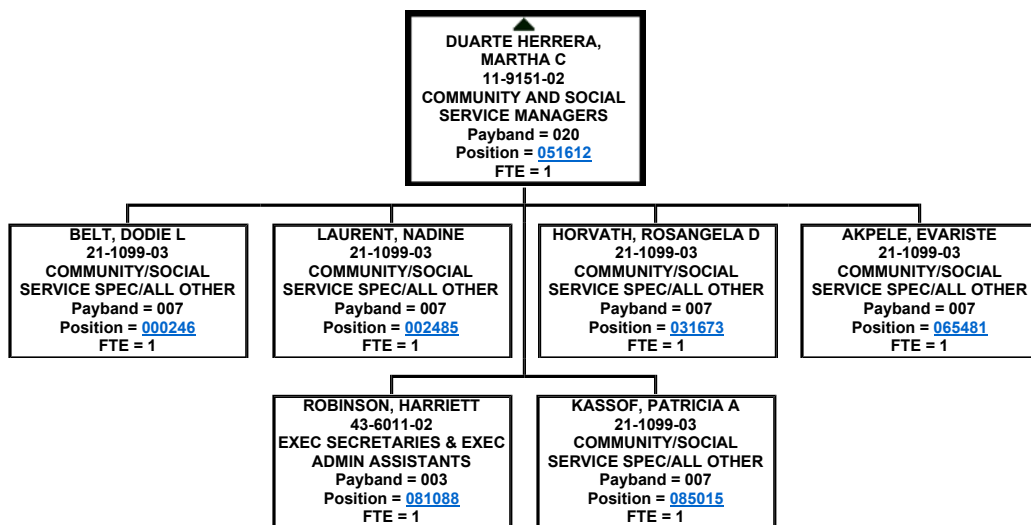 DUARTE HERRERA,
MARTHA C
11-9151-02
COMMUNITY AND SOCIAL
SERVICE MANAGERS
Payband = 020
Position = 051612
FTE = 1
BELT, DODIE L
21-1099-03
COMMUNITY/SOCIAL
SERVICE SPEC/ALL OTHER
Payband = 007
Position = 000246
FTE = 1
LAURENT, NADINE
21-1099-03
COMMUNITY/SOCIAL
SERVICE SPEC/ALL OTHER
Payband = 007
Position = 002485
FTE = 1
HORVATH, ROSANGELA D
21-1099-03
COMMUNITY/SOCIAL
SERVICE SPEC/ALL OTHER
Payband = 007
Position = 031673
FTE = 1
AKPELE, EVARISTE
21-1099-03
COMMUNITY/SOCIAL
SERVICE SPEC/ALL OTHER
Payband = 007
Position = 065481
FTE = 1
ROBINSON, HARRIETT
43-6011-02
EXEC SECRETARIES & EXEC
ADMIN ASSISTANTS
Payband = 003
Position = 081088
FTE = 1
KASSOF, PATRICIA A
21-1099-03
COMMUNITY/SOCIAL
SERVICE SPEC/ALL OTHER
Payband = 007
Position = 085015
FTE = 1